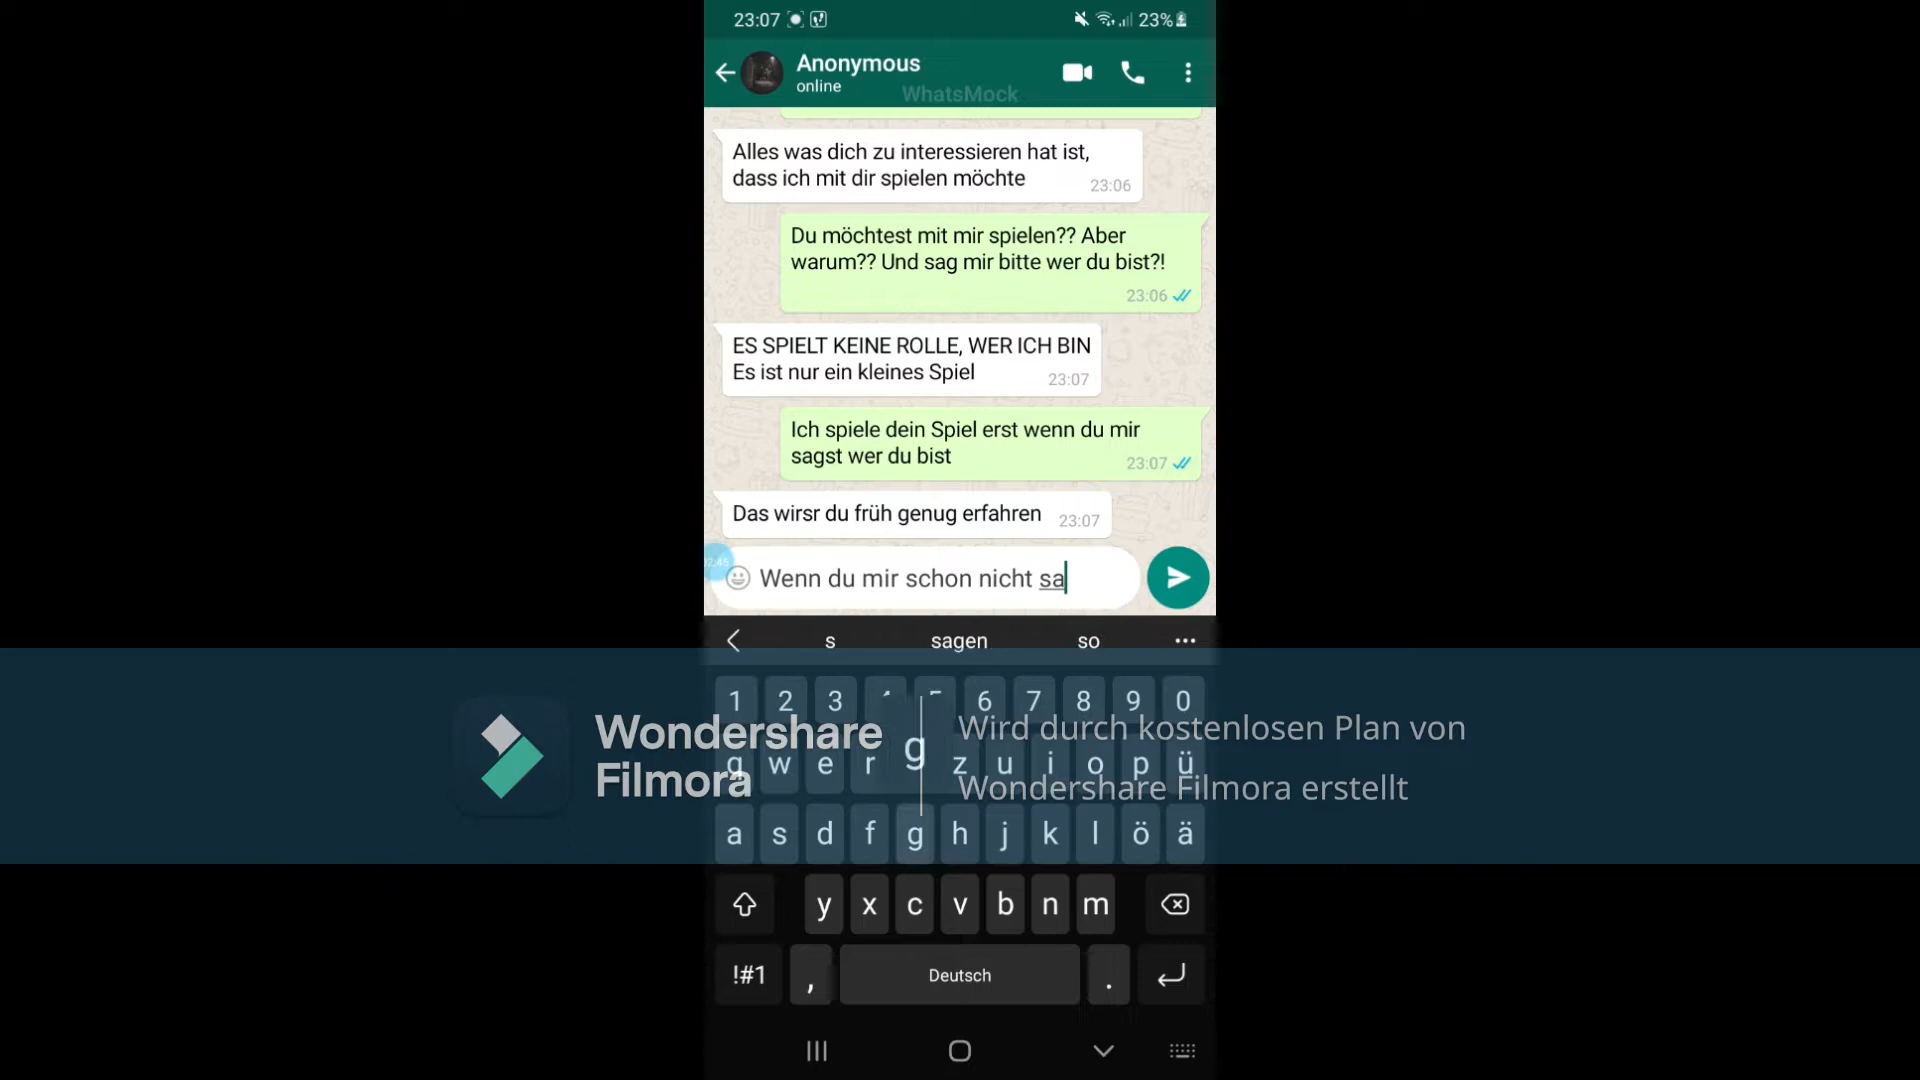 23:07
23%
Anonymous
online
WhatsMock
Alles was dich zu interessieren hat ist,
dass ich mit dir spielen möchte
23:06
Du möchtest mit mir spielen?? Aber
warum?? Und sag mir bitte wer du bist?!
23:06
ES SPIELT KEINE ROLLE, WER ICH BIN
Es ist nur ein kleines Spiel
23:07
Ich spiele dein Spiel erst wenn du mir
sagst wer du bist
23:07
Das wirsr du früh genug erfahren
23:07
02:45
Wenn du mir schon nicht sa
s sagen so
1 2 3 6 7 8 9 0
Wondershare
Filmora
Wird durch kostenlosen Plan von
Wondershare Filmora erstellt
q w e r g z u i o p ü
a s d f g h j k l ö ä
y x c v b n m
!#1 , Deutsch .